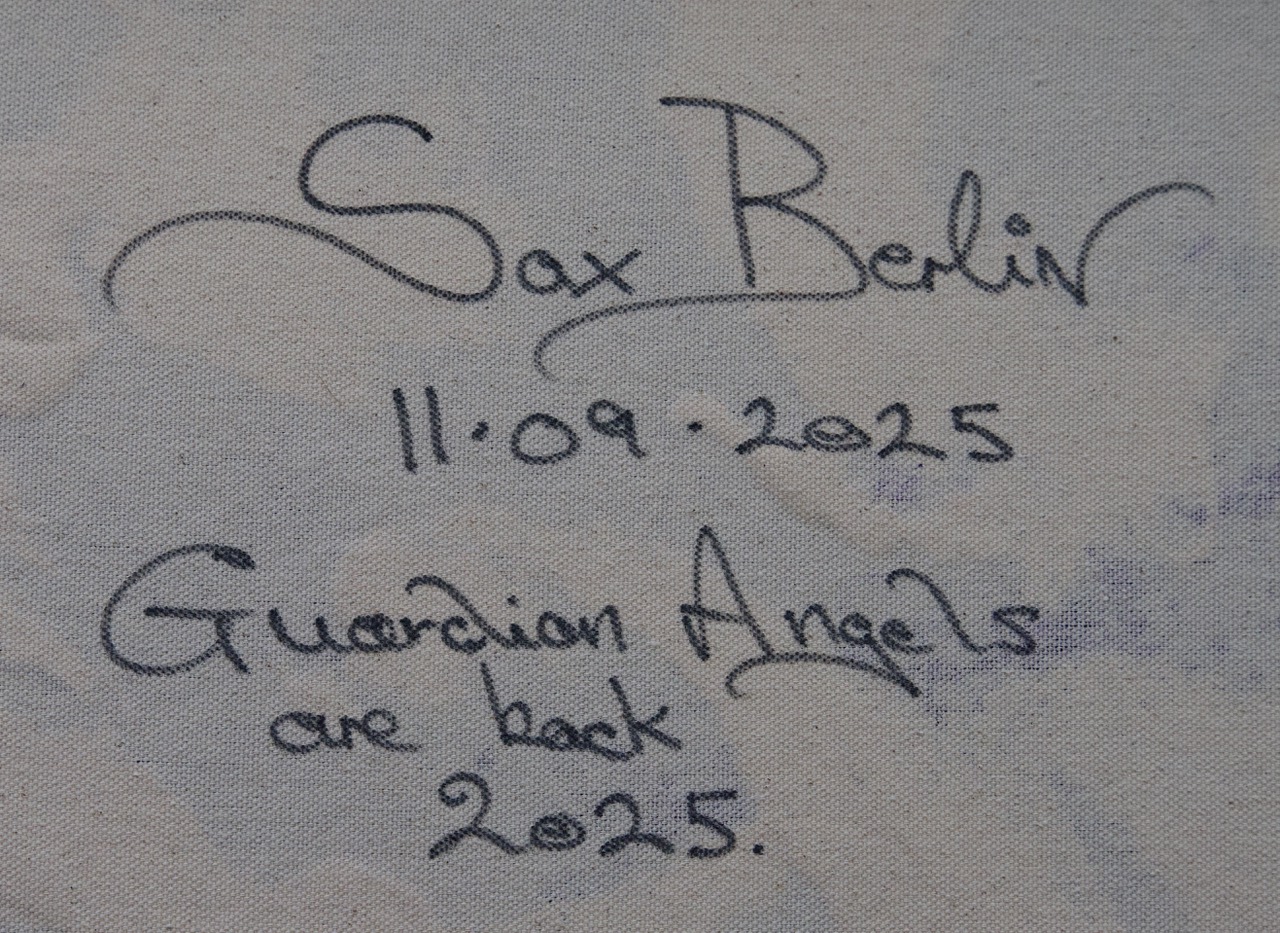 Sax Berlin
11.09.2025
Guardian Angels
are back
2025.